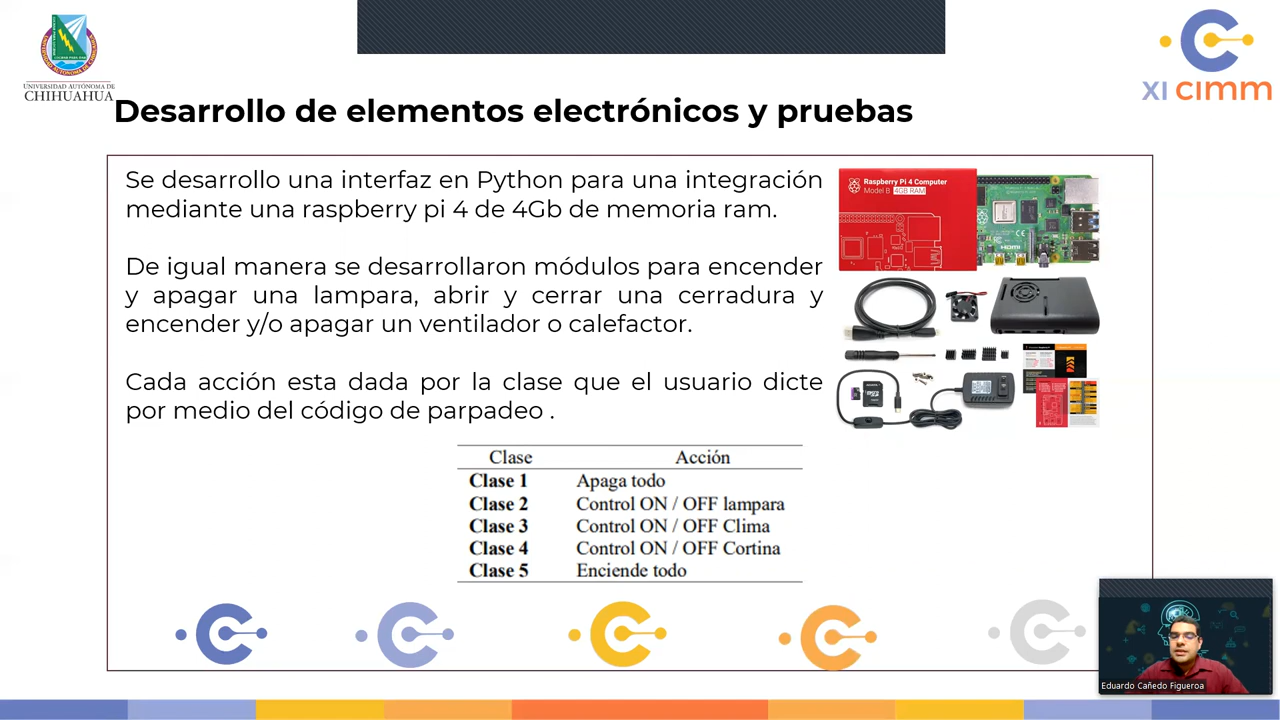 UNIVERSIDAD AUTÓNOMA DE
CHIHUAHUA
XI CIMM
Desarrollo de elementos electrónicos y pruebas
Se desarrollo una interfaz en Python para una integración
mediante una raspberry pi 4 de 4Gb de memoria ram.
De igual manera se desarrollaron módulos para encender
y apagar una lampara, abrir y cerrar una cerradura y
encender y/o apagar un ventilador o calefactor.
Cada acción esta dada por la clase que el usuario dicte
por medio del código de parpadeo .
Raspberry Pi 4 Computer
Model B 4GB RAM
HDMI
Clase Acción
Clase 1 Apaga todo
Clase 2 Control ON / OFF lampara
Clase 3 Control ON / OFF Clima
Clase 4 Control ON / OFF Cortina
Clase 5 Enciende todo
Eduardo Cañedo Figueroa